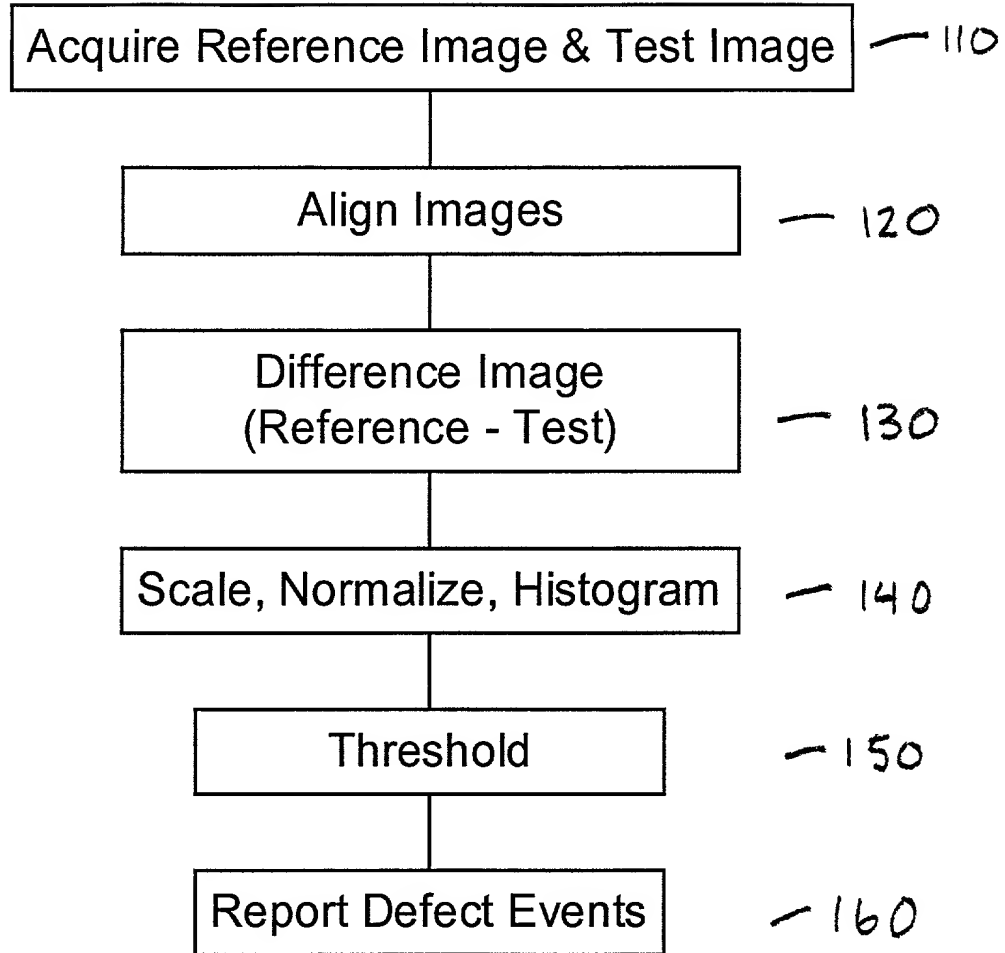 Acquire Reference Image & Test Image 110
Align Images 120
Difference Image
(Reference - Test) 130
Scale, Normalize, Histogram 140
Threshold 150
Report Defect Events 160